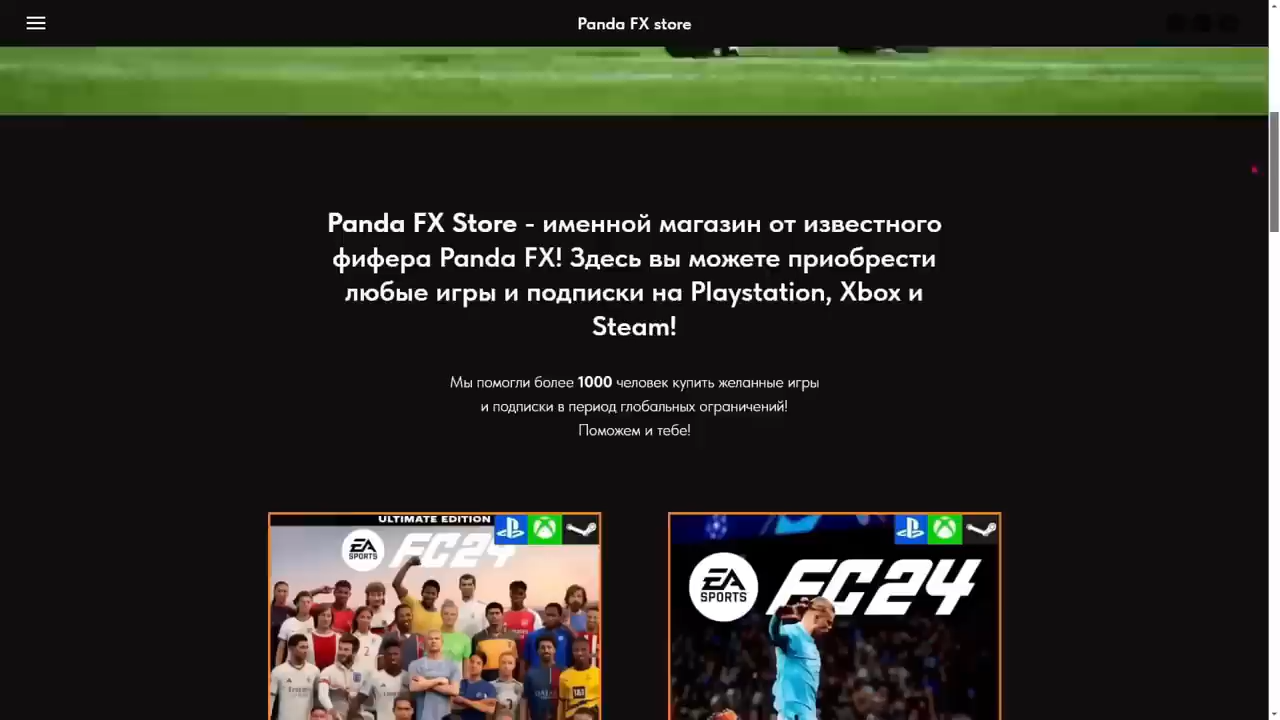 Panda FX store
Panda FX Store - именной магазин от известного
фифера Panda FX! Здесь вы можете приобрести
любые игры и подписки на Playstation, Xbox и
Steam!
Мы помогли более 1000 человек купить желанные игры
и подписки в период глобальных ограничений!
Поможем и тебе!
ULTIMATE EDITION
EA
SPORTS
FC24
EA
SPORTS
FC24